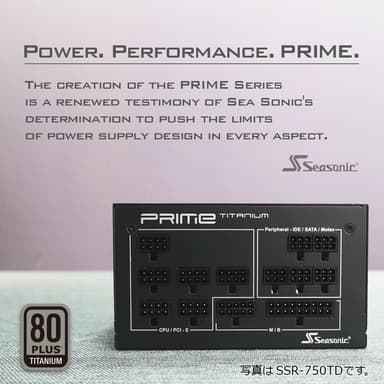 POWER. PERFORMANCE. PRIME.
THE CREATION OF THE PRIME SERIES
IS A RENEWED TESTIMONY OF SEA SONIC'S
DETERMINATION TO PUSH THE LIMITS
OF POWER SUPPLY DESIGN IN EVERY ASPECT.
Seasonic
PRIME TITANIUM
Peripheral - IDE / SATA / Molex
CPU / PCI - E
M / B
Seasonic
80
PLUS
TITANIUM
写真は SSR-750TDです。